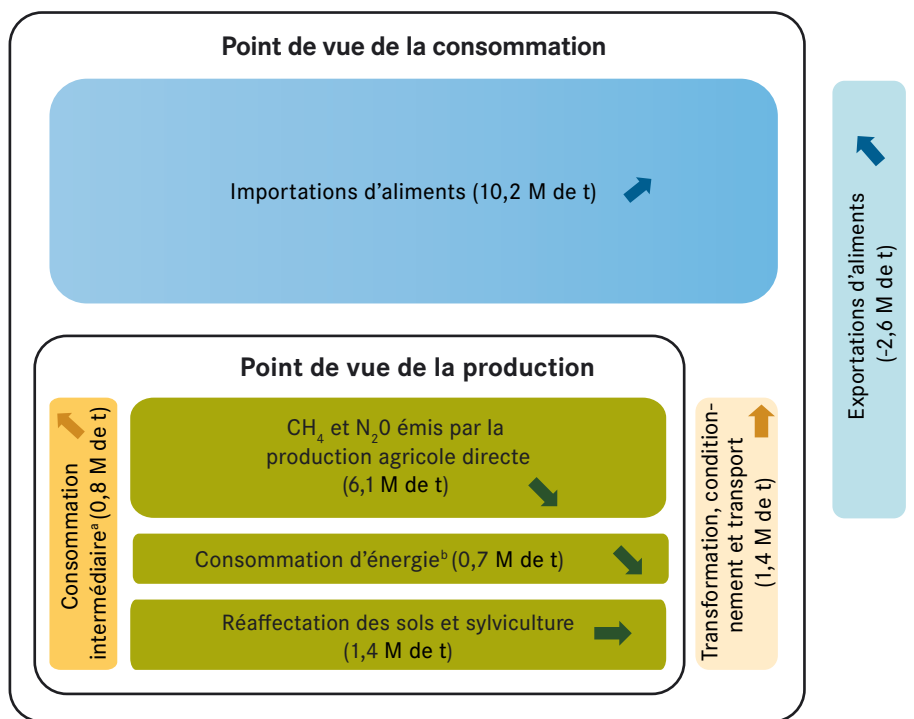 Point de vue de la consommation
Importations d'aliments (10,2 M de t)
Exportations d'aliments
(-2,6 M de t)
Point de vue de la production
Consommation
intermédiaireᵃ (0,8 M de t)
CH₄ et N₂0 émis par la
production agricole directe
(6,1 M de t)
Consommation d'énergieᵇ (0,7 M de t)
Réaffectation des sols et sylviculture
(1,4 M de t)
Transformation, condition-
nement et transport
(1,4 M de t)